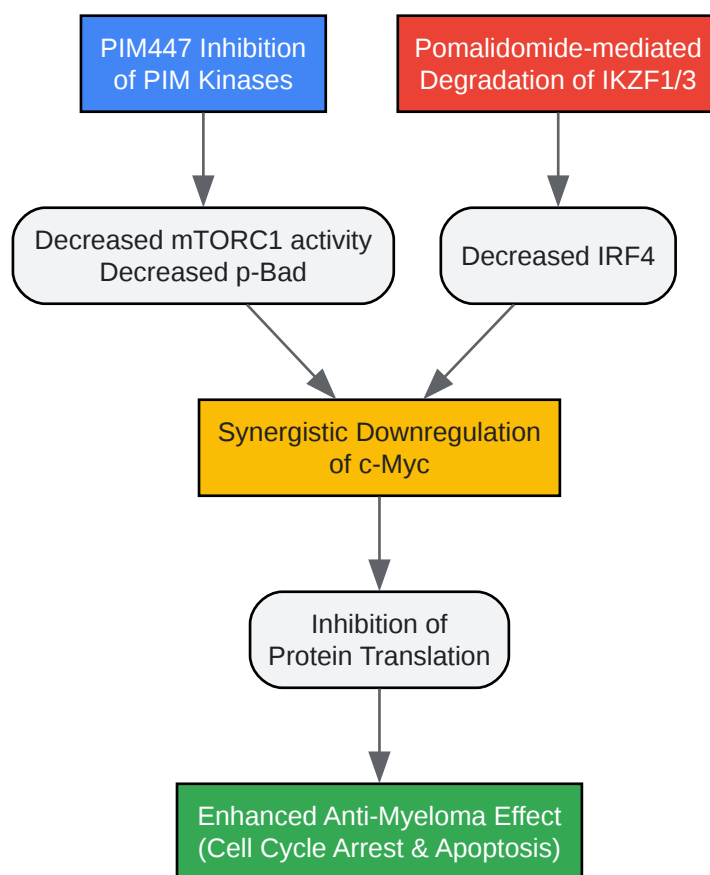 PIM447 Inhibition
of PIM Kinases
Pomalidomide-mediated
Degradation of IKZF1/3
Decreased mTORC1 activity
Decreased p-Bad
Decreased IRF4
Synergistic Downregulation
of c-Myc
Inhibition of
Protein Translation
Enhanced Anti-Myeloma Effect
(Cell Cycle Arrest & Apoptosis)